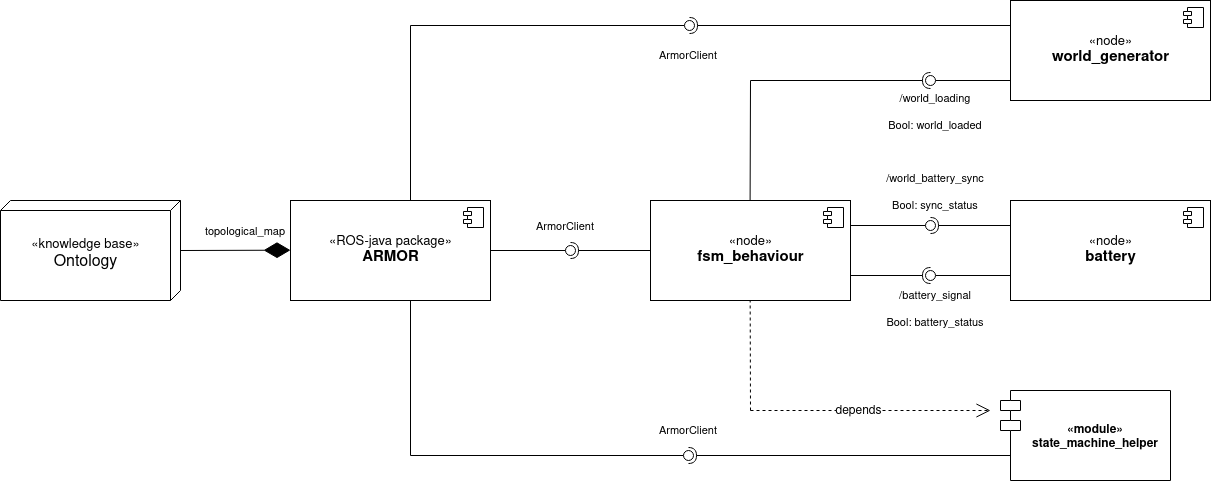 «node»
world_generator
ArmorClient
/world_loading
Bool: world_loaded
/world_battery_sync
Bool: sync_status
«knowledge base»
Ontology
topological_map
«ROS-java package»
ARMOR
ArmorClient
«node»
fsm_behaviour
«node»
battery
/battery_signal
Bool: battery_status
depends
ArmorClient
«module»
state_machine_helper